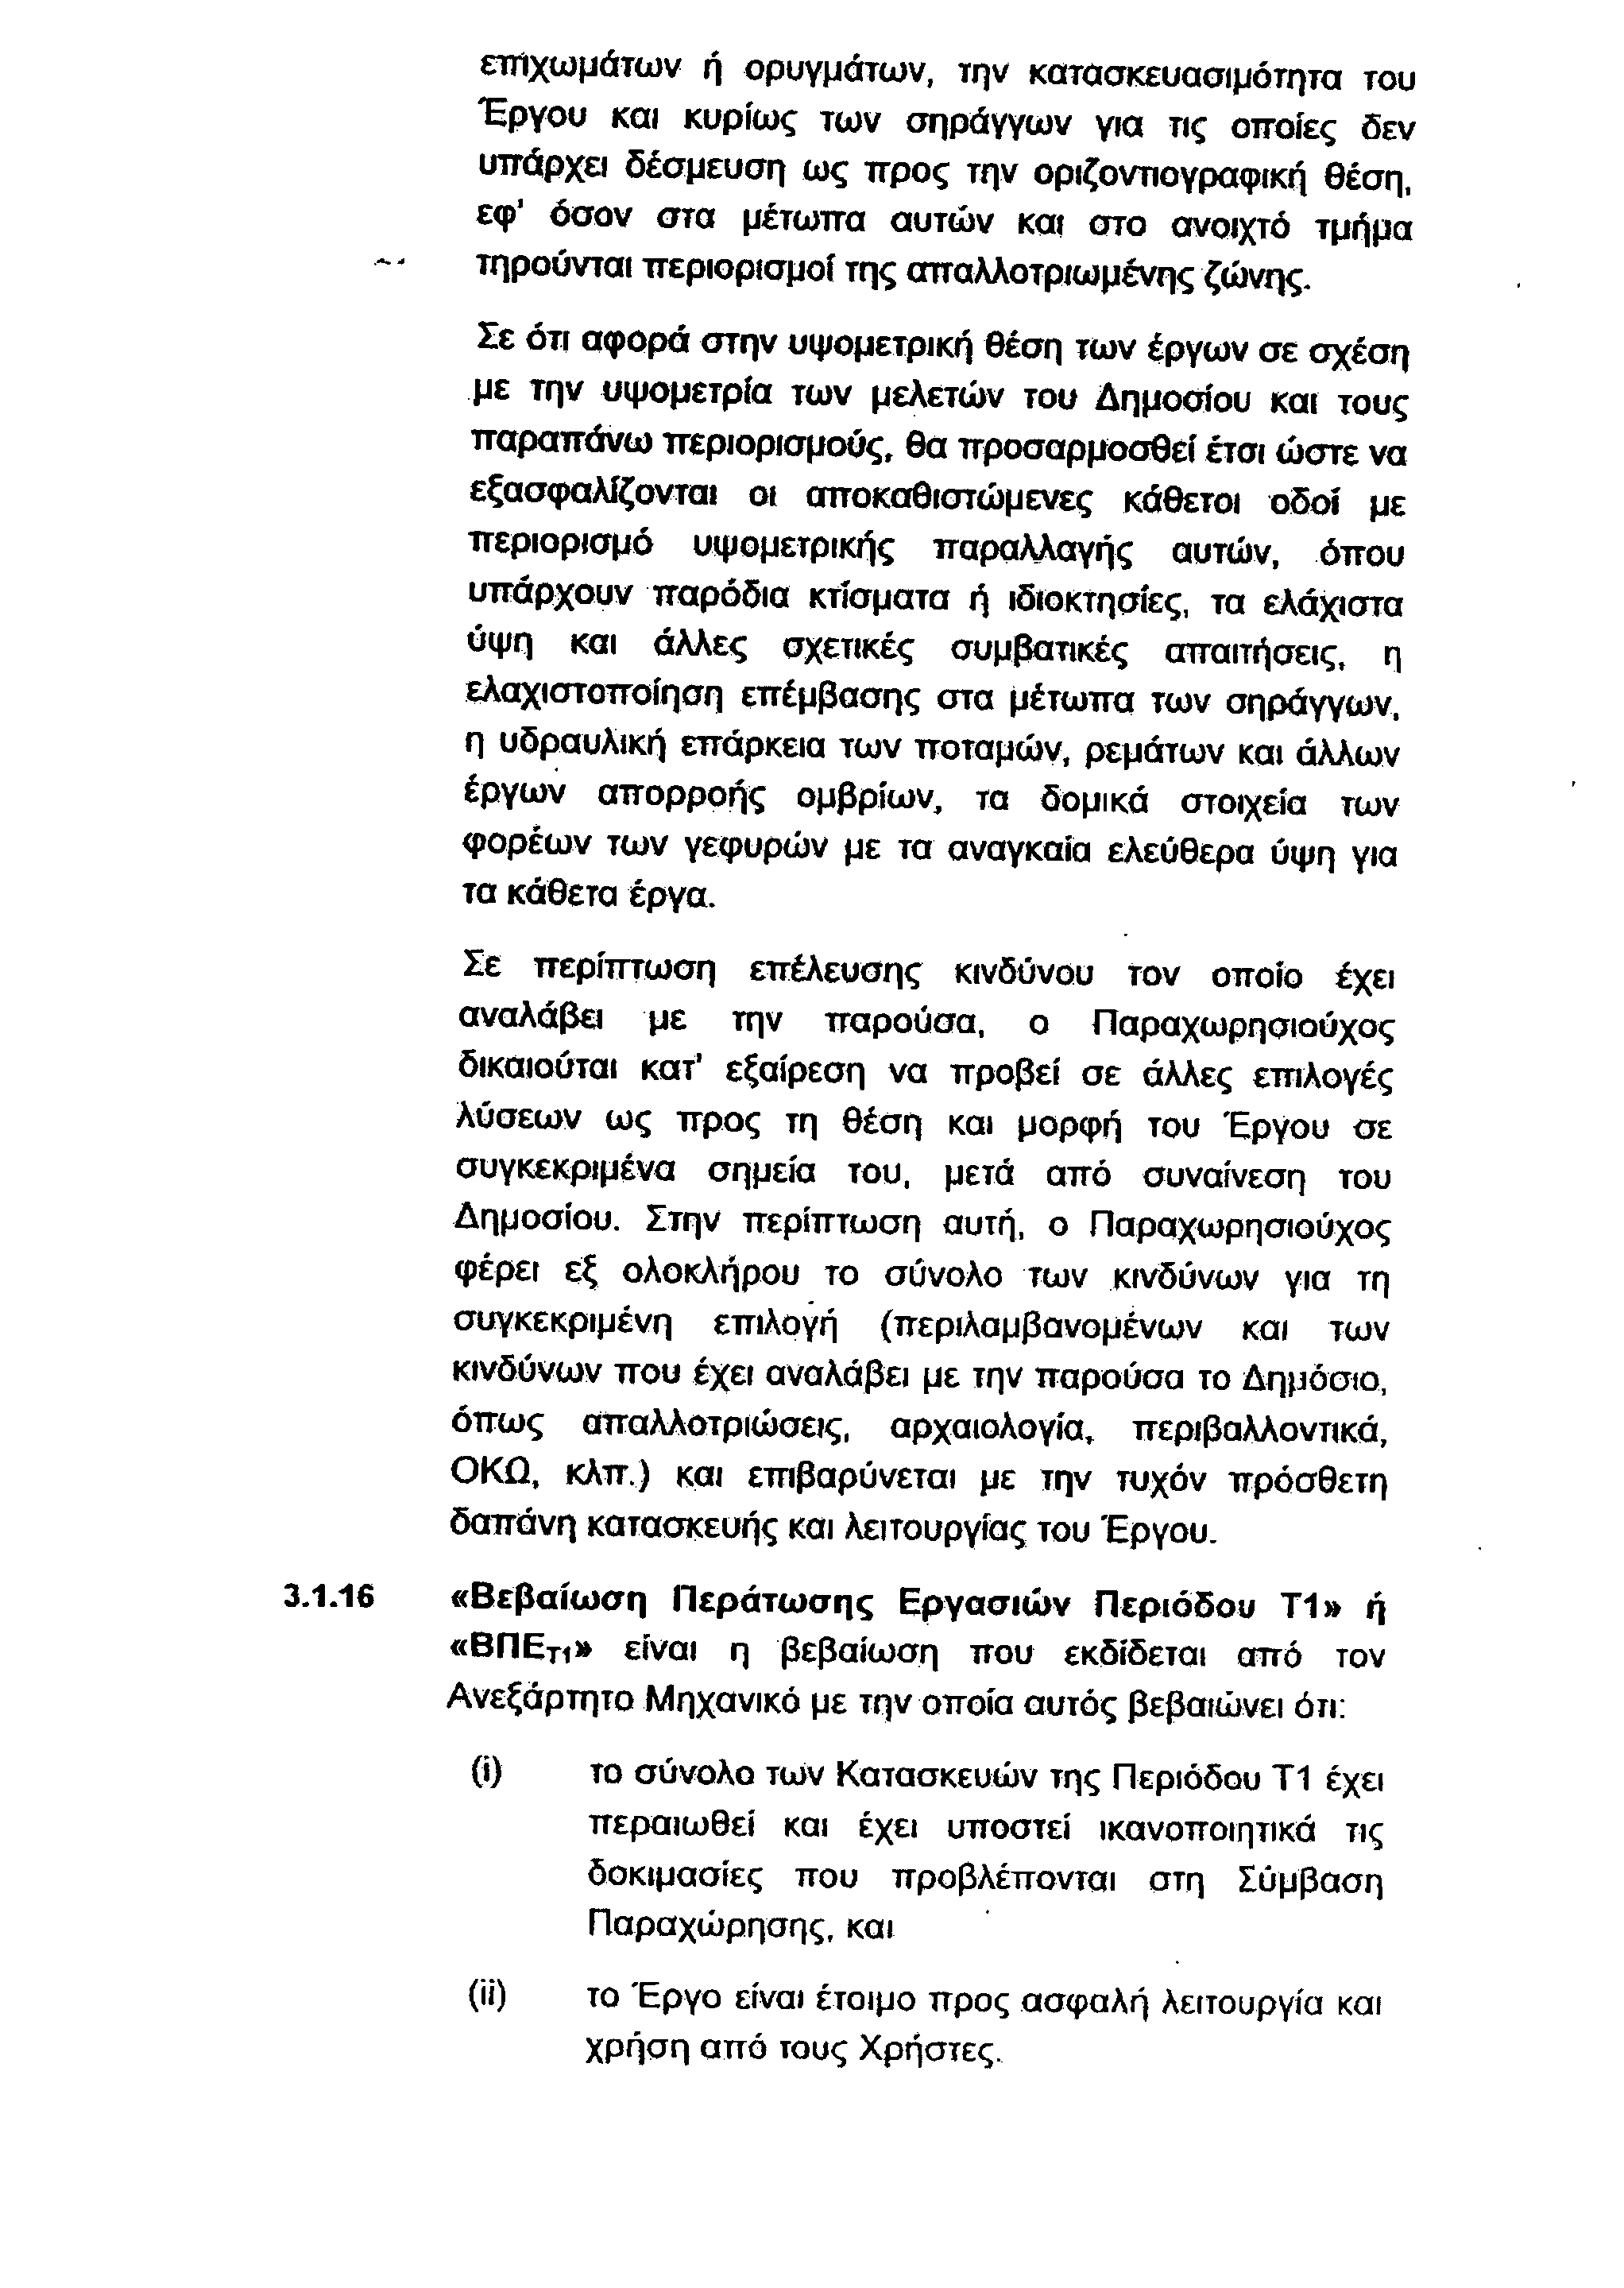 επιχωμάτων ή ορυγμάτων, την κατασκευασιμότητα του
Έργου και κυρίως των σηράγγων για τις οποίες δεν
υπάρχει δέσμευση ως προς την οριζοντιογραφική θέση,
εφ' όσον στα μέτωπα αυτών και στο ανοιχτό τμήμα
τηρούνται περιορισμοί της απαλλοτριωμένης ζώνης.
Σε ότι αφορά στην υψομετρική θέση των έργων σε σχέση
με την υψομετρία των μελετών του Δημοσίου και τους
παραπάνω περιορισμούς, θα προσαρμοσθεί έτσι ώστε να
εξασφαλίζονται οι αποκαθιστώμενες κάθετοι οδοί με
περιορισμό υψομετρικής παραλλαγής αυτών, όπου
υπάρχουν παρόδια κτίσματα ή ιδιοκτησίες, τα ελάχιστα
ύψη και άλλες σχετικές συμβατικές απαιτήσεις, η
ελαχιστοποίηση επέμβασης στα μέτωπα των σηράγγων,
η υδραυλική επάρκεια των ποταμών, ρεμάτων και άλλων
έργων απορροής ομβρίων, τα δομικά στοιχεία των
φορέων των γεφυρών με τα αναγκαία ελεύθερα ύψη για
τα κάθετα έργα.
Σε περίπτωση επέλευσης κινδύνου τον οποίο έχει
αναλάβει με την παρούσα, ο Παραχωρησιούχος
δικαιούται κατ' εξαίρεση να προβεί σε άλλες επιλογές
λύσεων ως προς τη θέση και μορφή του Έργου σε
συγκεκριμένα σημεία του, μετά από συναίνεση του
Δημοσίου. Στην περίπτωση αυτή, ο Παραχωρησιούχος
φέρει εξ ολοκλήρου το σύνολο των κινδύνων για τη
συγκεκριμένη επιλογή (περιλαμβανομένων και των
κινδύνων που έχει αναλάβει με την παρούσα το Δημόσιο,
όπως απαλλοτριώσεις, αρχαιολογία, περιβαλλοντικά,
ΟΚΩ, κλπ.) και επιβαρύνεται με την τυχόν πρόσθετη
δαπάνη κατασκευής και λειτουργίας του Έργου.
3.1.16 «Βεβαίωση Περάτωσης Εργασιών Περιόδου Τ1» ή
«ΒΠΕΤ1» είναι η βεβαίωση που εκδίδεται από τον
Ανεξάρτητο Μηχανικό με την οποία αυτός βεβαιώνει ότι:
(i) το σύνολο των Κατασκευών της Περιόδου Τ1 έχει
περαιωθεί και έχει υποστεί ικανοποιητικά τις
δοκιμασίες που προβλέπονται στη Σύμβαση
Παραχώρησης, και
(ii) το Έργο είναι έτοιμο προς ασφαλή λειτουργία και
χρήση από τους Χρήστες.